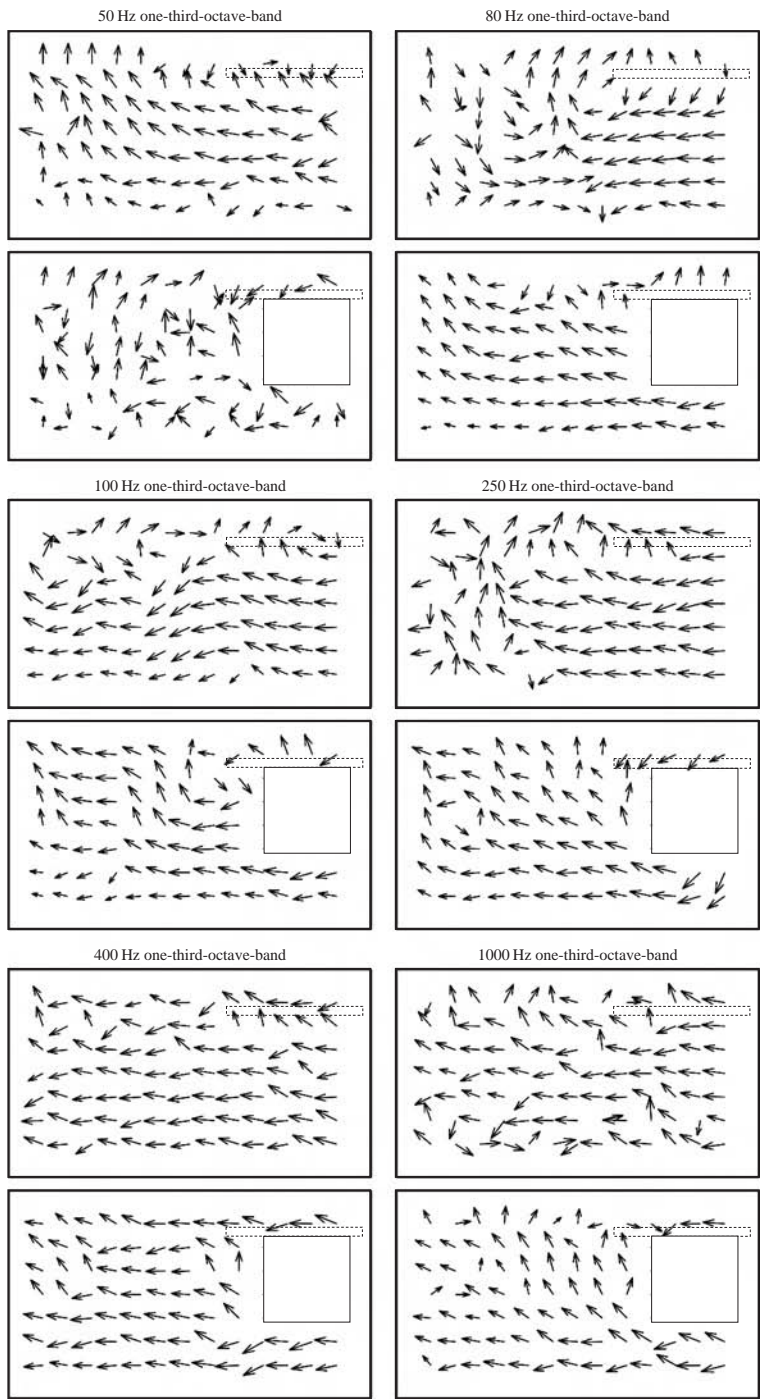 50 Hz one-third-octave-band
80 Hz one-third-octave-band
100 Hz one-third-octave-band
250 Hz one-third-octave-band
400 Hz one-third-octave-band
1000 Hz one-third-octave-band